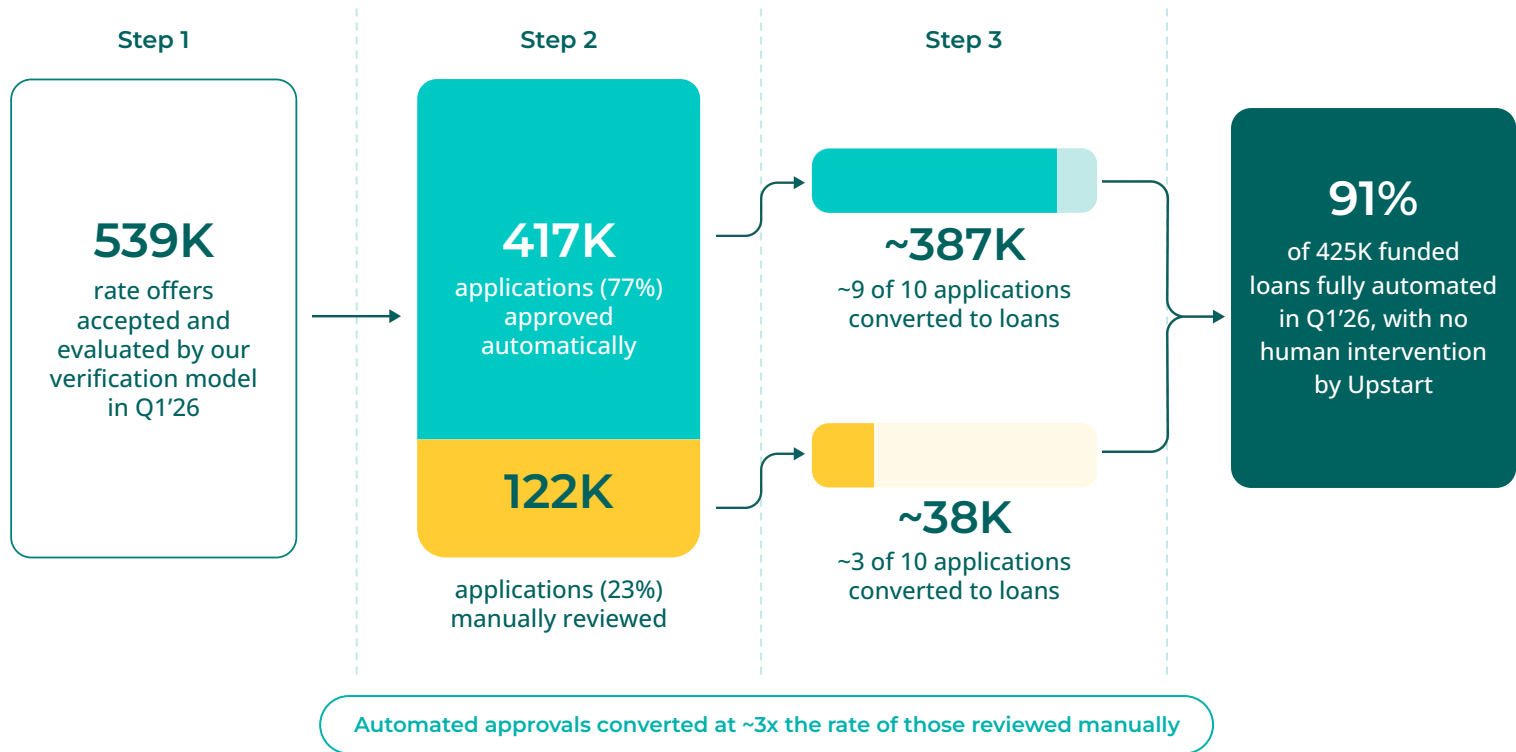 Step 1
539K
rate offers
accepted and
evaluated by our
verification model
in Q1’26
Step 2
417K
applications (77%)
approved
automatically
122K
applications (23%)
manually reviewed
Step 3
~387K
~9 of 10 applications
converted to loans
~38K
~3 of 10 applications
converted to loans
91%
of 425K funded
loans fully automated
in Q1’26, with no
human intervention
by Upstart
Automated approvals converted at ~3x the rate of those reviewed manually